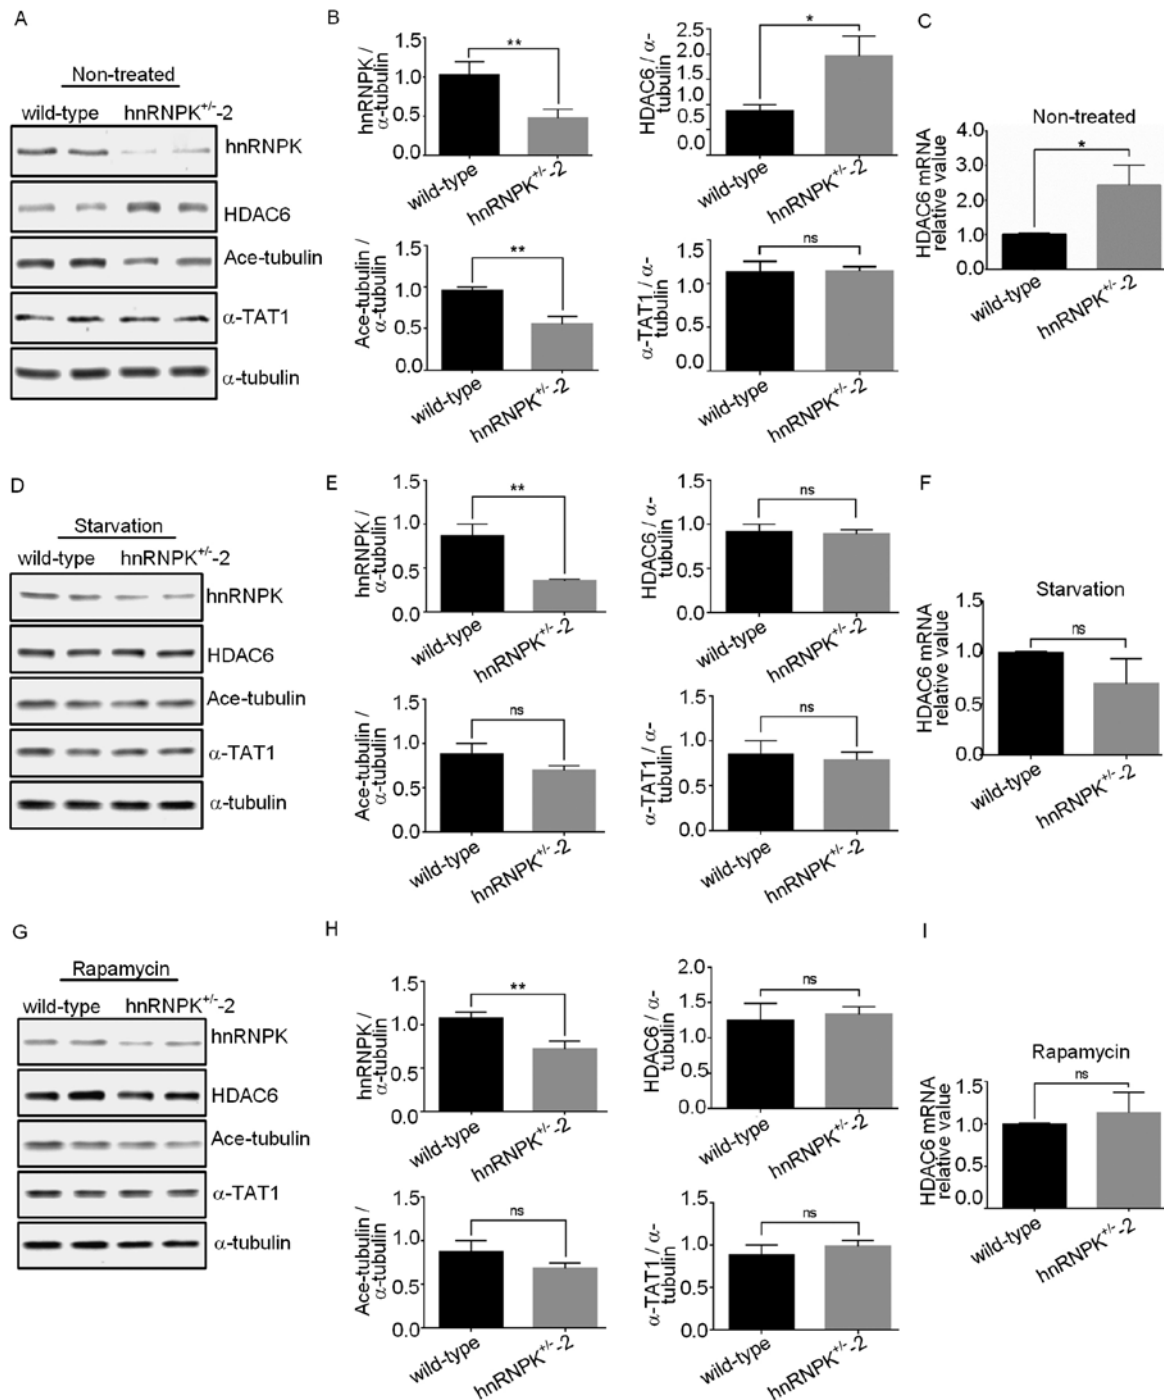 A
Non-treated
wild-type hnRNPK+/--2
hnRNPK
HDAC6
Ace-tubulin
α-TAT1
α-tubulin
B
hnRNPK /
α-tubulin
1.5
1.0
0.5
0.0
**
wild-type
hnRNPK+/--2
HDAC6 / α-
tubulin
2.5
2.0
1.5
1.0
0.5
0.0
*
wild-type
hnRNPK+/--2
Ace-tubulin /
α-tubulin
1.5
1.0
0.5
0.0
**
wild-type
hnRNPK+/--2
α-TAT1 / α-
tubulin
1.5
1.0
0.5
0.0
ns
wild-type
hnRNPK+/--2
C
Non-treated
HDAC6 mRNA
relative value
4.0
3.0
2.0
1.0
0.0
*
wild-type
hnRNPK+/--2
D
Starvation
wild-type hnRNPK+/--2
hnRNPK
HDAC6
Ace-tubulin
α-TAT1
α-tubulin
E
hnRNPK /
α-tubulin
1.5
1.0
0.5
0.0
**
wild-type
hnRNPK+/--2
HDAC6 / α-
tubulin
1.5
1.0
0.5
0.0
ns
wild-type
hnRNPK+/--2
Ace-tubulin /
α-tubulin
1.5
1.0
0.5
0.0
ns
wild-type
hnRNPK+/--2
α-TAT1 / α-
tubulin
1.5
1.0
0.5
0.0
ns
wild-type
hnRNPK+/--2
F
Starvation
HDAC6 mRNA
relative value
1.5
1.0
0.5
0.0
ns
wild-type
hnRNPK+/--2
G
Rapamycin
wild-type hnRNPK+/--2
hnRNPK
HDAC6
Ace-tubulin
α-TAT1
α-tubulin
H
hnRNPK /
α-tubulin
1.5
1.0
0.5
0.0
**
wild-type
hnRNPK+/--2
HDAC6 / α-
tubulin
2.0
1.5
1.0
0.5
0.0
ns
wild-type
hnRNPK+/--2
Ace-tubulin /
α-tubulin
1.5
1.0
0.5
0.0
ns
wild-type
hnRNPK+/--2
α-TAT1 / α-
tubulin
1.5
1.0
0.5
0.0
ns
wild-type
hnRNPK+/--2
I
Rapamycin
HDAC6 mRNA
relative value
1.5
1.0
0.5
0.0
ns
wild-type
hnRNPK+/--2